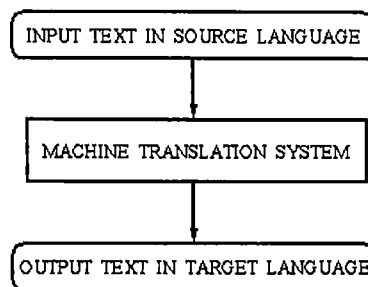 INPUT TEXT IN SOURCE LANGUAGE
MACHINE TRANSLATION SYSTEM
OUTPUT TEXT IN TARGET LANGUAGE